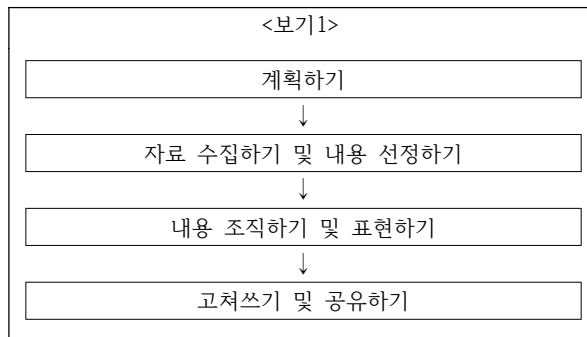 <보기1>
계획하기
↓
자료 수집하기 및 내용 선정하기
↓
내용 조직하기 및 표현하기
↓
고쳐쓰기 및 공유하기